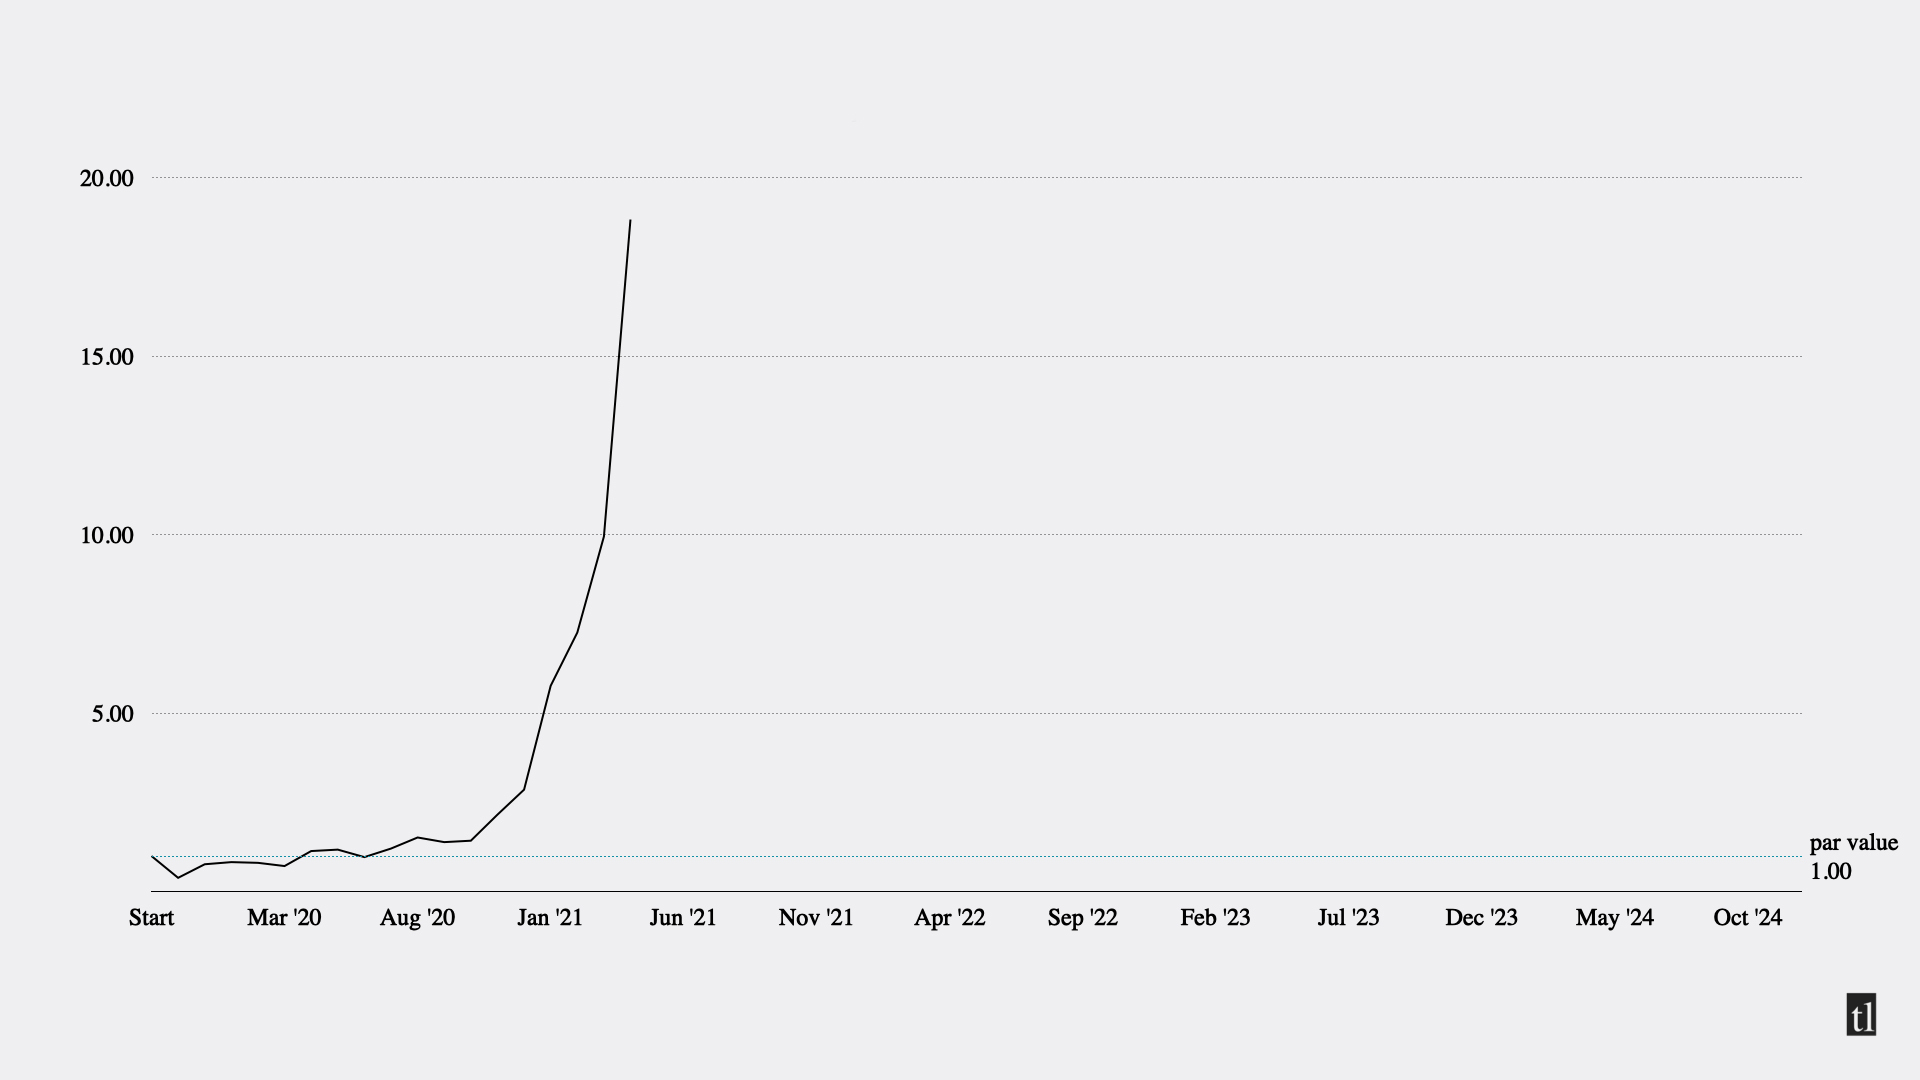 20.00
15.00
10.00
5.00
par value
1.00
Start Mar '20 Aug '20 Jan '21 Jun '21 Nov '21 Apr '22 Sep '22 Feb '23 Jul '23 Dec '23 May '24 Oct '24
tl